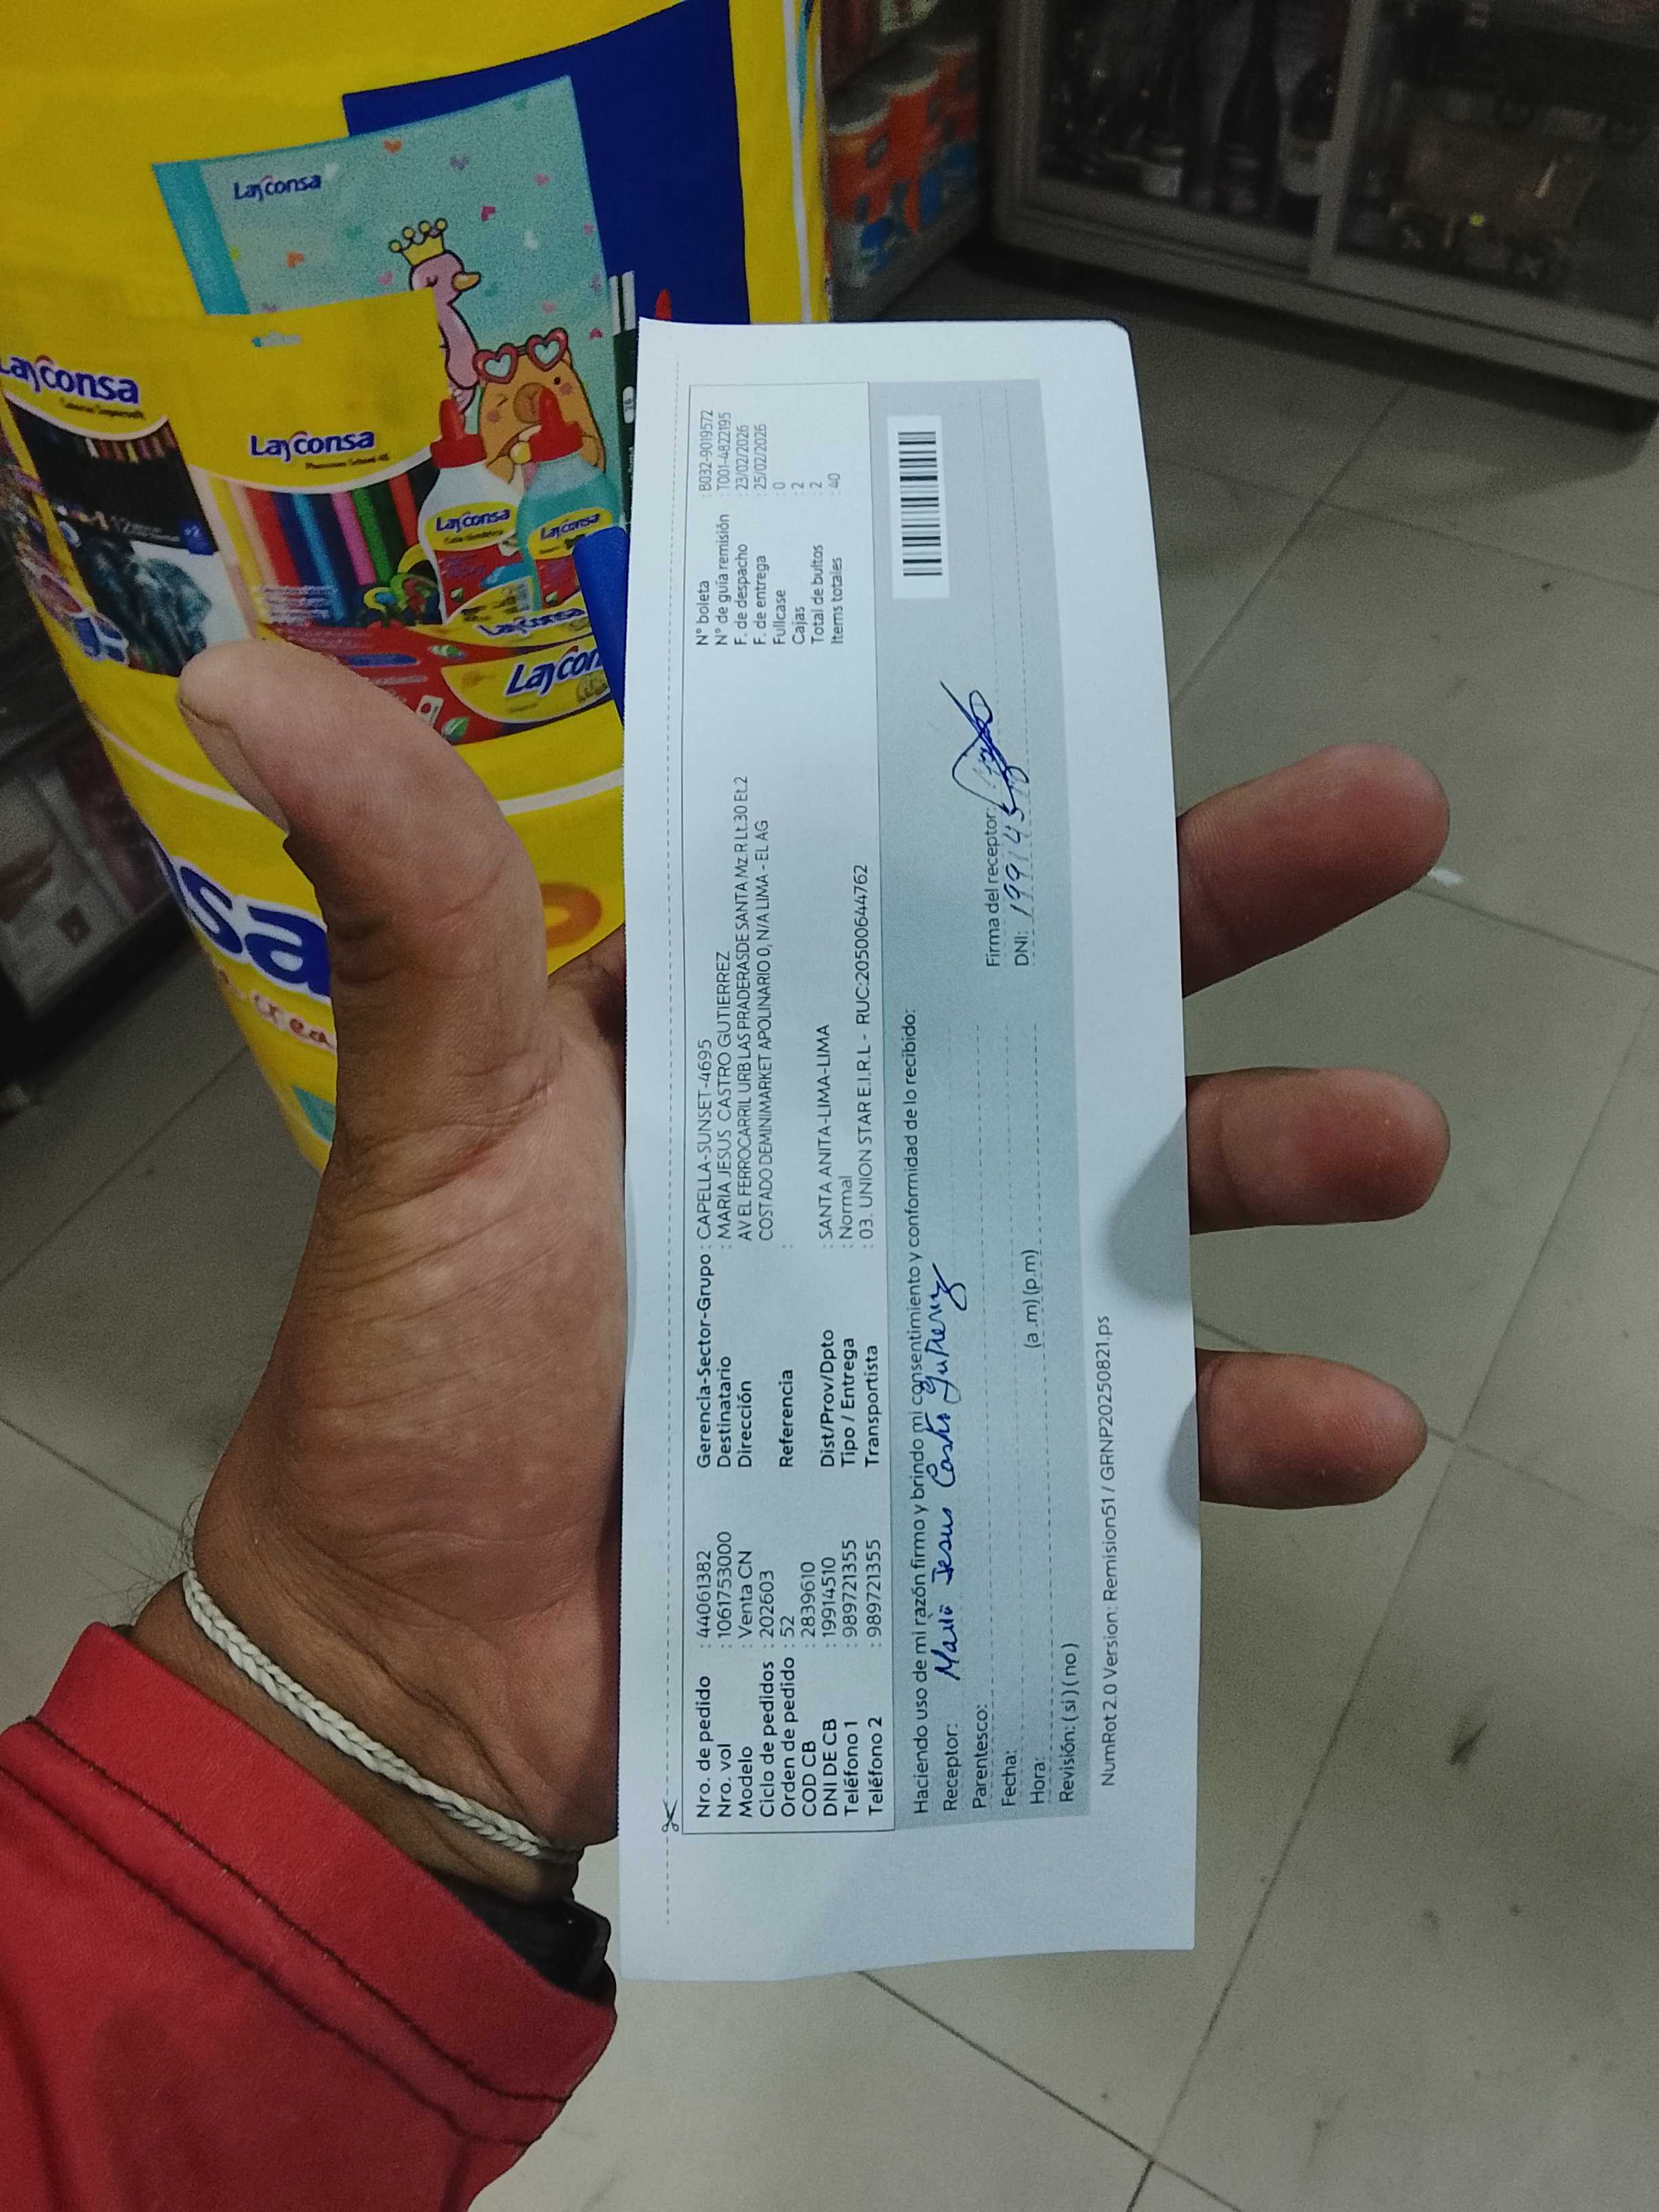 Layconsa
Layconsa
Layconsa
Layconsa
Layconsa
Layconsa
Nro. de pedido : 44061382
Nro. vol : 1061753000
Modelo : Venta CN
Ciclo de pedidos : 202603
Orden de pedido : 52
COD CB : 2839610
DNI DE CB : 19914510
Teléfono 1 : 989721355
Teléfono 2 : 989721355
Gerencia-Sector-Grupo : CAPELLA-SUNSET-4695
Destinatario : MARIA JESUS CASTRO GUTIERREZ
Dirección AV EL FERROCARRIL URB LAS PRADERASDE SANTA Mz.R Lt.30 Et.2
COSTADO DEMINIMARKET APOLINARIO 0, N/A LIMA - EL AG
Referencia :
Dist/Prov/Dpto : SANTA ANITA-LIMA-LIMA
Tipo / Entrega : Normal
Transportista : 03. UNION STAR E.I.R.L - RUC:20500644762
N° boleta : B032-9019572
N° de guía remisión : T001-4822195
F. de despacho : 23/02/2026
F. de entrega : 25/02/2026
Fullcase : 0
Cajas : 2
Total de bultos : 2
Items totales : 40
Haciendo uso de mi razón firmo y brindo mi consentimiento y conformidad de lo recibido:
Receptor: Maria Jesus Castro Gutierrez
Parentesco:
Fecha:
Hora: (a.m) (p.m)
Revisión: ( si ) ( no )
Firma del receptor:
DNI: 1991451
NumRot 2.0 Version: Remision51 / GRNP20250821.ps